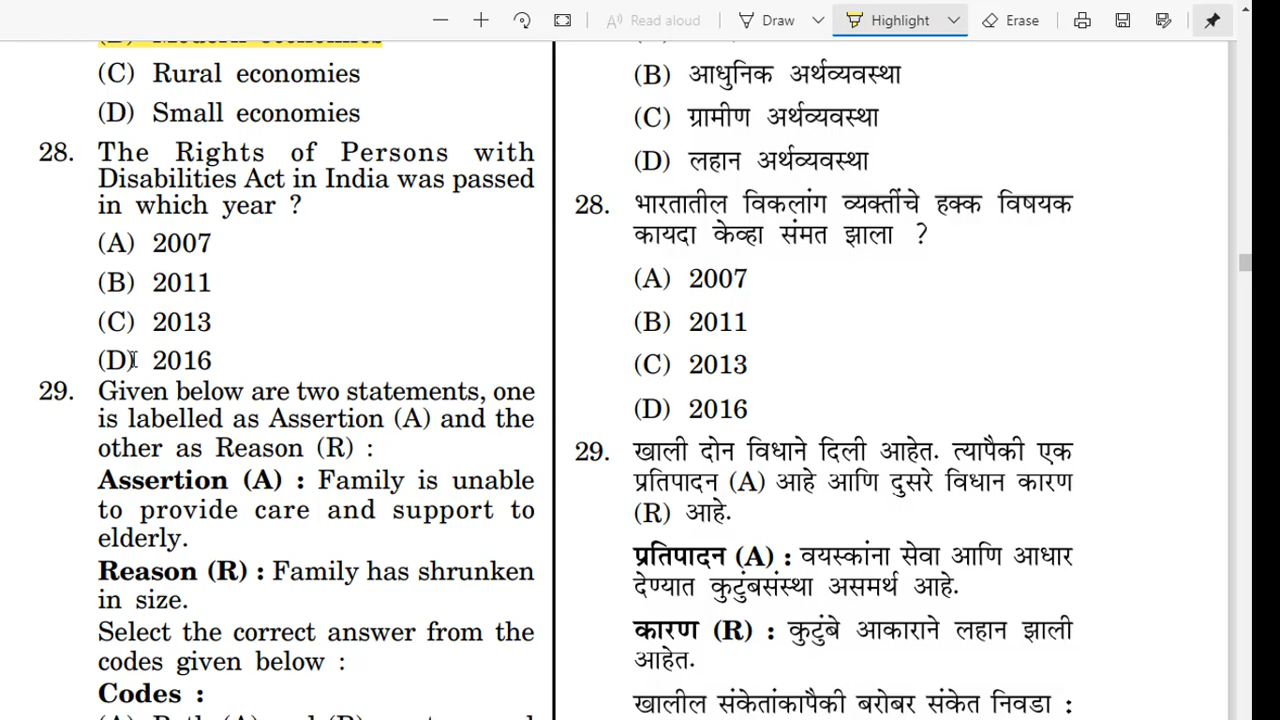 Read aloud
Draw
Highlight
Erase
(C) Rural economies
(D) Small economies
28. The Rights of Persons with
Disabilities Act in India was passed
in which year ?
(A) 2007
(B) 2011
(C) 2013
(D) 2016
29. Given below are two statements, one
is labelled as Assertion (A) and the
other as Reason (R) :
Assertion (A) : Family is unable
to provide care and support to
elderly.
Reason (R) : Family has shrunken
in size.
Select the correct answer from the
codes given below :
Codes :
(B) आधुनिक अर्थव्यवस्था
(C) ग्रामीण अर्थव्यवस्था
(D) लहान अर्थव्यवस्था
28. भारतातील विकलांग व्यक्तींचे हक्क विषयक
कायदा केव्हा संमत झाला ?
(A) 2007
(B) 2011
(C) 2013
(D) 2016
29. खाली दोन विधाने दिली आहेत. त्यापैकी एक
प्रतिपादन (A) आहे आणि दुसरे विधान कारण
(R) आहे.
प्रतिपादन (A) : वयस्कांना सेवा आणि आधार
देण्यात कुटुंबसंस्था असमर्थ आहे.
कारण (R) : कुटुंबे आकाराने लहान झाली
आहेत.
खालील संकेतांकापैकी बरोबर संकेत निवडा :